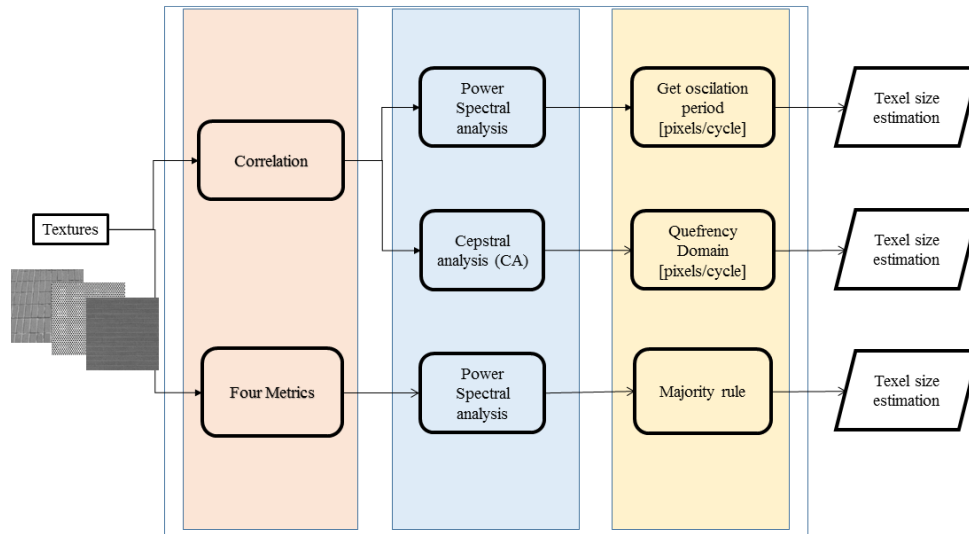 Textures
Correlation
Four Metrics
Power
Spectral
analysis
Cepstral
analysis (CA)
Power
Spectral
analysis
Get oscilation
period
[pixels/cycle]
Quefrency
Domain
[pixels/cycle]
Majority rule
Texel size
estimation
Texel size
estimation
Texel size
estimation